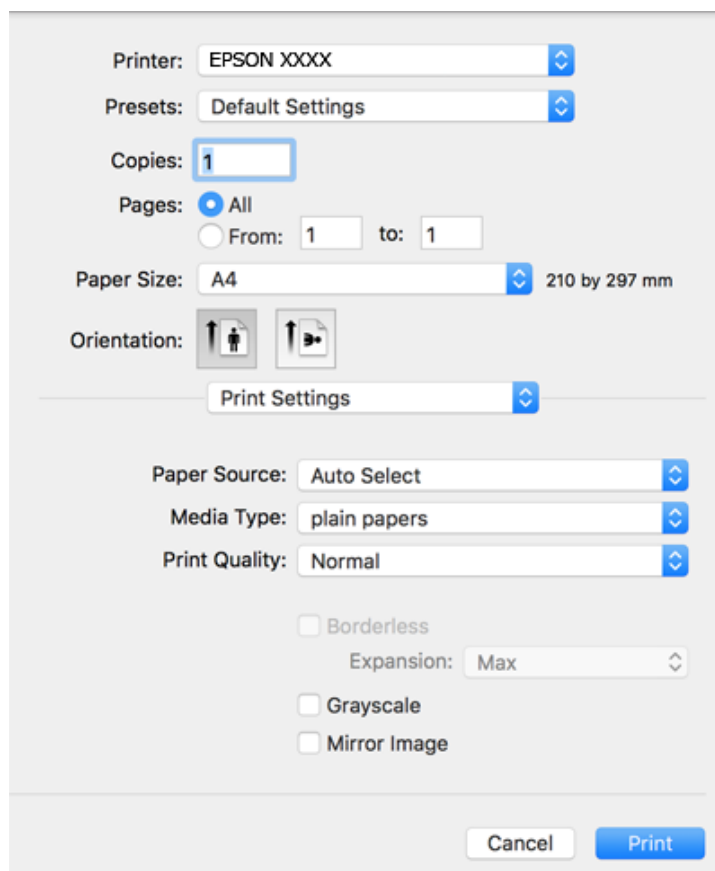 Printer: EPSON XXXX
Presets: Default Settings
Copies: 1
Pages: All
From: 1 to: 1
Paper Size: A4 210 by 297 mm
Orientation:
Print Settings
Paper Source: Auto Select
Media Type: plain papers
Print Quality: Normal
Borderless
Expansion: Max
Grayscale
Mirror Image
Cancel Print